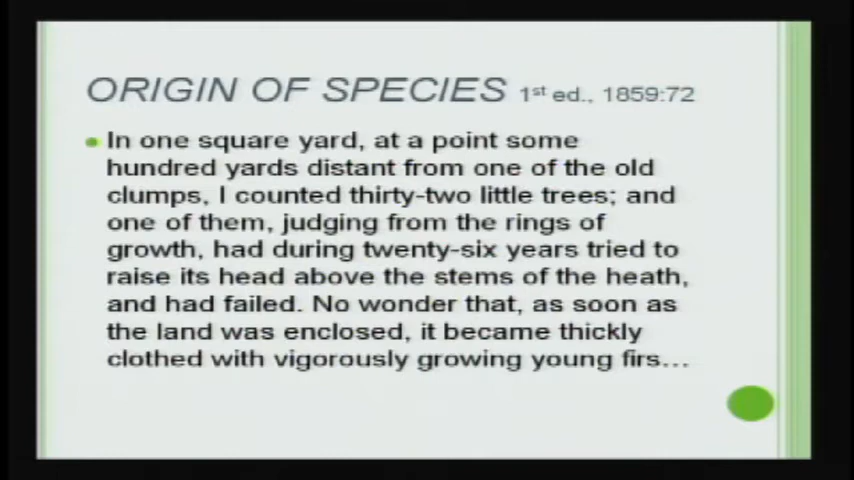 ORIGIN OF SPECIES 1st ed., 1859:72
In one square yard, at a point some
hundred yards distant from one of the old
clumps, I counted thirty-two little trees; and
one of them, judging from the rings of
growth, had during twenty-six years tried to
raise its head above the stems of the heath,
and had failed. No wonder that, as soon as
the land was enclosed, it became thickly
clothed with vigorously growing young firs...